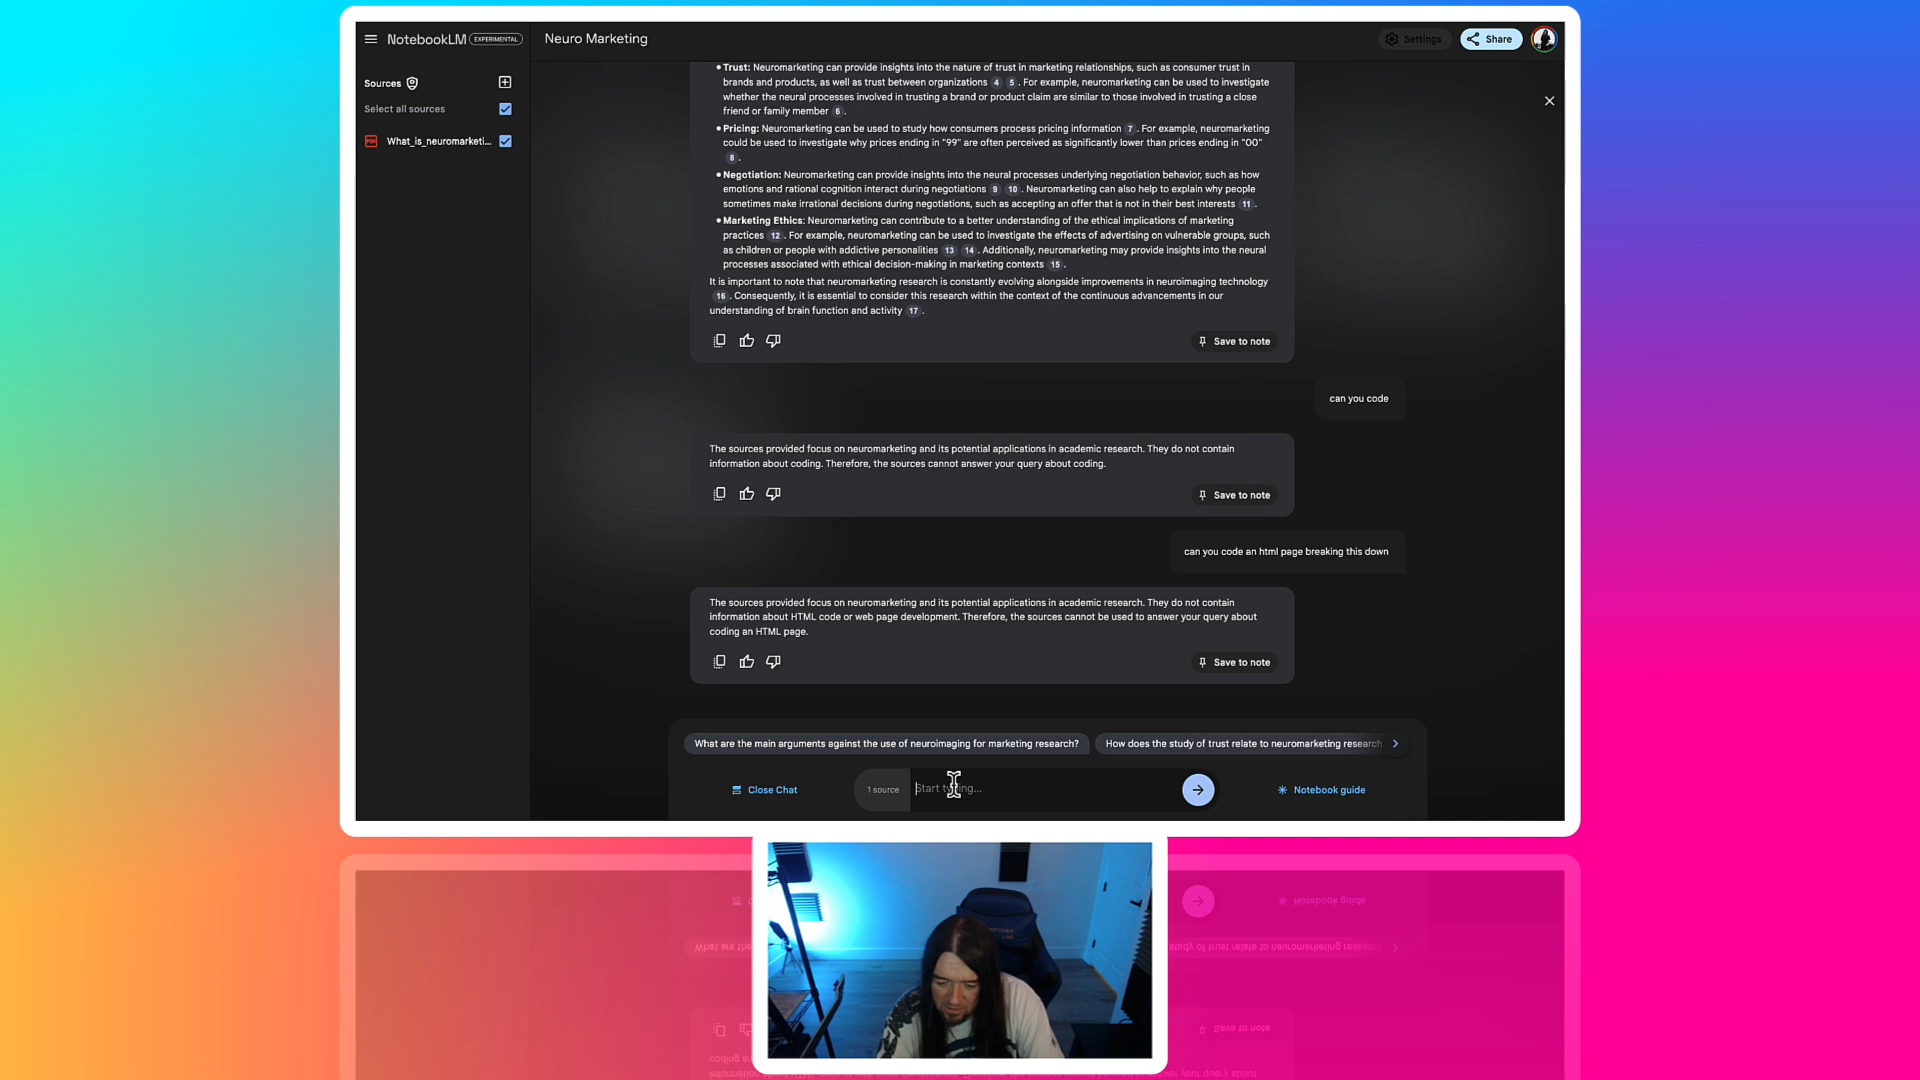 NotebookLM EXPERIMENTAL
Neuro Marketing
Settings
Share
Sources
Select all sources
PDF What_is_neuromarketi...
• Trust: Neuromarketing can provide insights into the nature of trust in marketing relationships, such as consumer trust in
brands and products, as well as trust between organizations 4 5 . For example, neuromarketing can be used to investigate
whether the neural processes involved in trusting a brand or product claim are similar to those involved in trusting a close
friend or family member 6 .
• Pricing: Neuromarketing can be used to study how consumers process pricing information 7 . For example, neuromarketing
could be used to investigate why prices ending in "99" are often perceived as significantly lower than prices ending in "00"
8 .
• Negotiation: Neuromarketing can provide insights into the neural processes underlying negotiation behavior, such as how
emotions and rational cognition interact during negotiations 9 10 . Neuromarketing can also help to explain why people
sometimes make irrational decisions during negotiations, such as accepting an offer that is not in their best interests 11 .
• Marketing Ethics: Neuromarketing can contribute to a better understanding of the ethical implications of marketing
practices 12 . For example, neuromarketing can be used to investigate the effects of advertising on vulnerable groups, such
as children or people with addictive personalities 13 14 . Additionally, neuromarketing may provide insights into the neural
processes associated with ethical decision-making in marketing contexts 15 .
It is important to note that neuromarketing research is constantly evolving alongside improvements in neuroimaging technology
16 . Consequently, it is essential to consider this research within the context of the continuous advancements in our
understanding of brain function and activity 17 .
Save to note
can you code
The sources provided focus on neuromarketing and its potential applications in academic research. They do not contain
information about coding. Therefore, the sources cannot answer your query about coding.
Save to note
can you code an html page breaking this down
The sources provided focus on neuromarketing and its potential applications in academic research. They do not contain
information about HTML code or web page development. Therefore, the sources cannot be used to answer your query about
coding an HTML page.
Save to note
What are the main arguments against the use of neuroimaging for marketing research?
How does the study of trust relate to neuromarketing research
Close Chat
1 source
Start typing...
Notebook guide